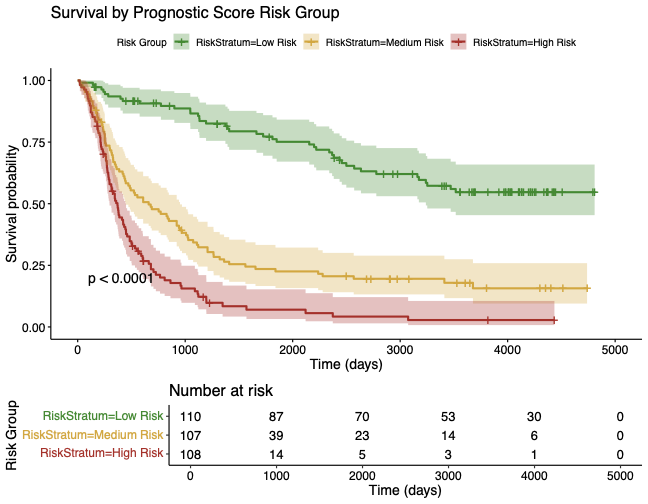 Survival by Prognostic Score Risk Group
Risk Group RiskStratum=Low Risk RiskStratum=Medium Risk RiskStratum=High Risk
1.00
0.75
0.50
0.25
0.00
Survival probability
p < 0.0001
0 1000 2000 3000 4000 5000
Time (days)
Number at risk
Risk Group
RiskStratum=Low Risk 110 87 70 53 30 0
RiskStratum=Medium Risk 107 39 23 14 6 0
RiskStratum=High Risk 108 14 5 3 1 0
0 1000 2000 3000 4000 5000
Time (days)